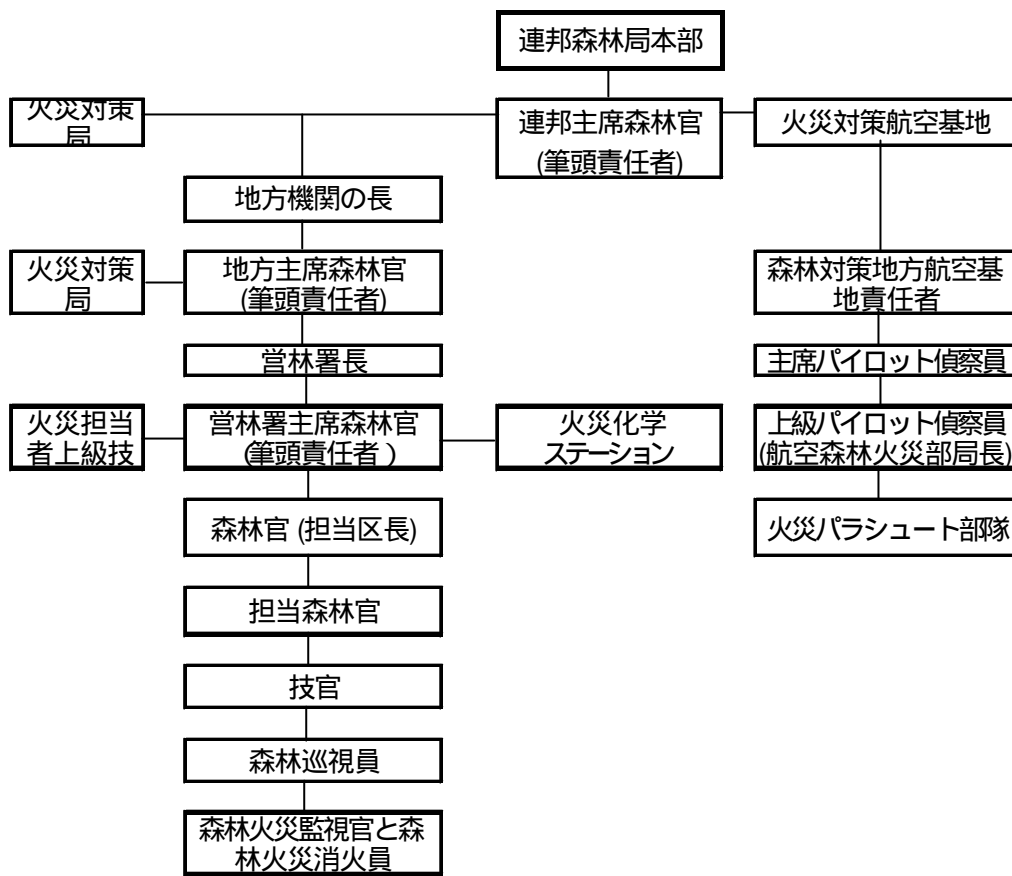 連邦森林局本部
火災対策
局
連邦主席森林官
(筆頭責任者)
火災対策航空基地
地方機関の長
火災対策
局
地方主席森林官
(筆頭責任者)
森林対策地方航空基
地責任者
営林署長
主席パイロット偵察員
火災担当
者上級技
営林署主席森林官
(筆頭責任者)
火災化学
ステーション
上級パイロット偵察員
(航空森林火災部局長)
森林官 (担当区長)
火災パラシュート部隊
担当森林官
技官
森林巡視員
森林火災監視官と森
林火災消火員